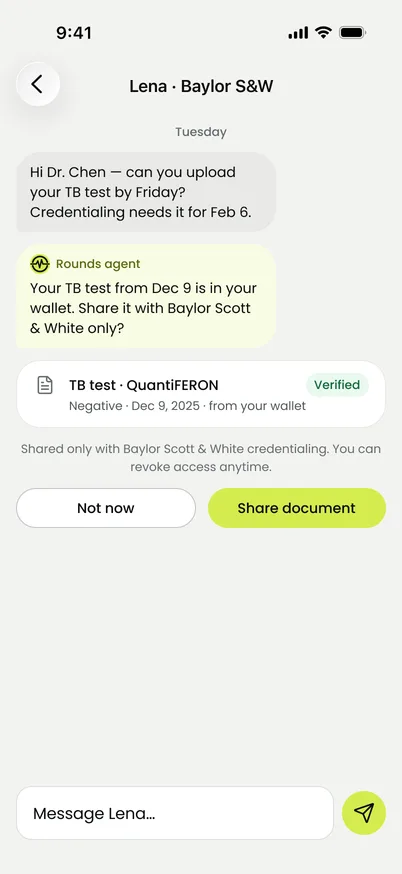 9:41
Lena · Baylor S&W
Tuesday
Hi Dr. Chen — can you upload
your TB test by Friday?
Credentialing needs it for Feb 6.
Rounds agent
Your TB test from Dec 9 is in your
wallet. Share it with Baylor Scott
& White only?
TB test · QuantiFERON
Verified
Negative · Dec 9, 2025 · from your wallet
Shared only with Baylor Scott & White credentialing. You can
revoke access anytime.
Not now
Share document
Message Lena...